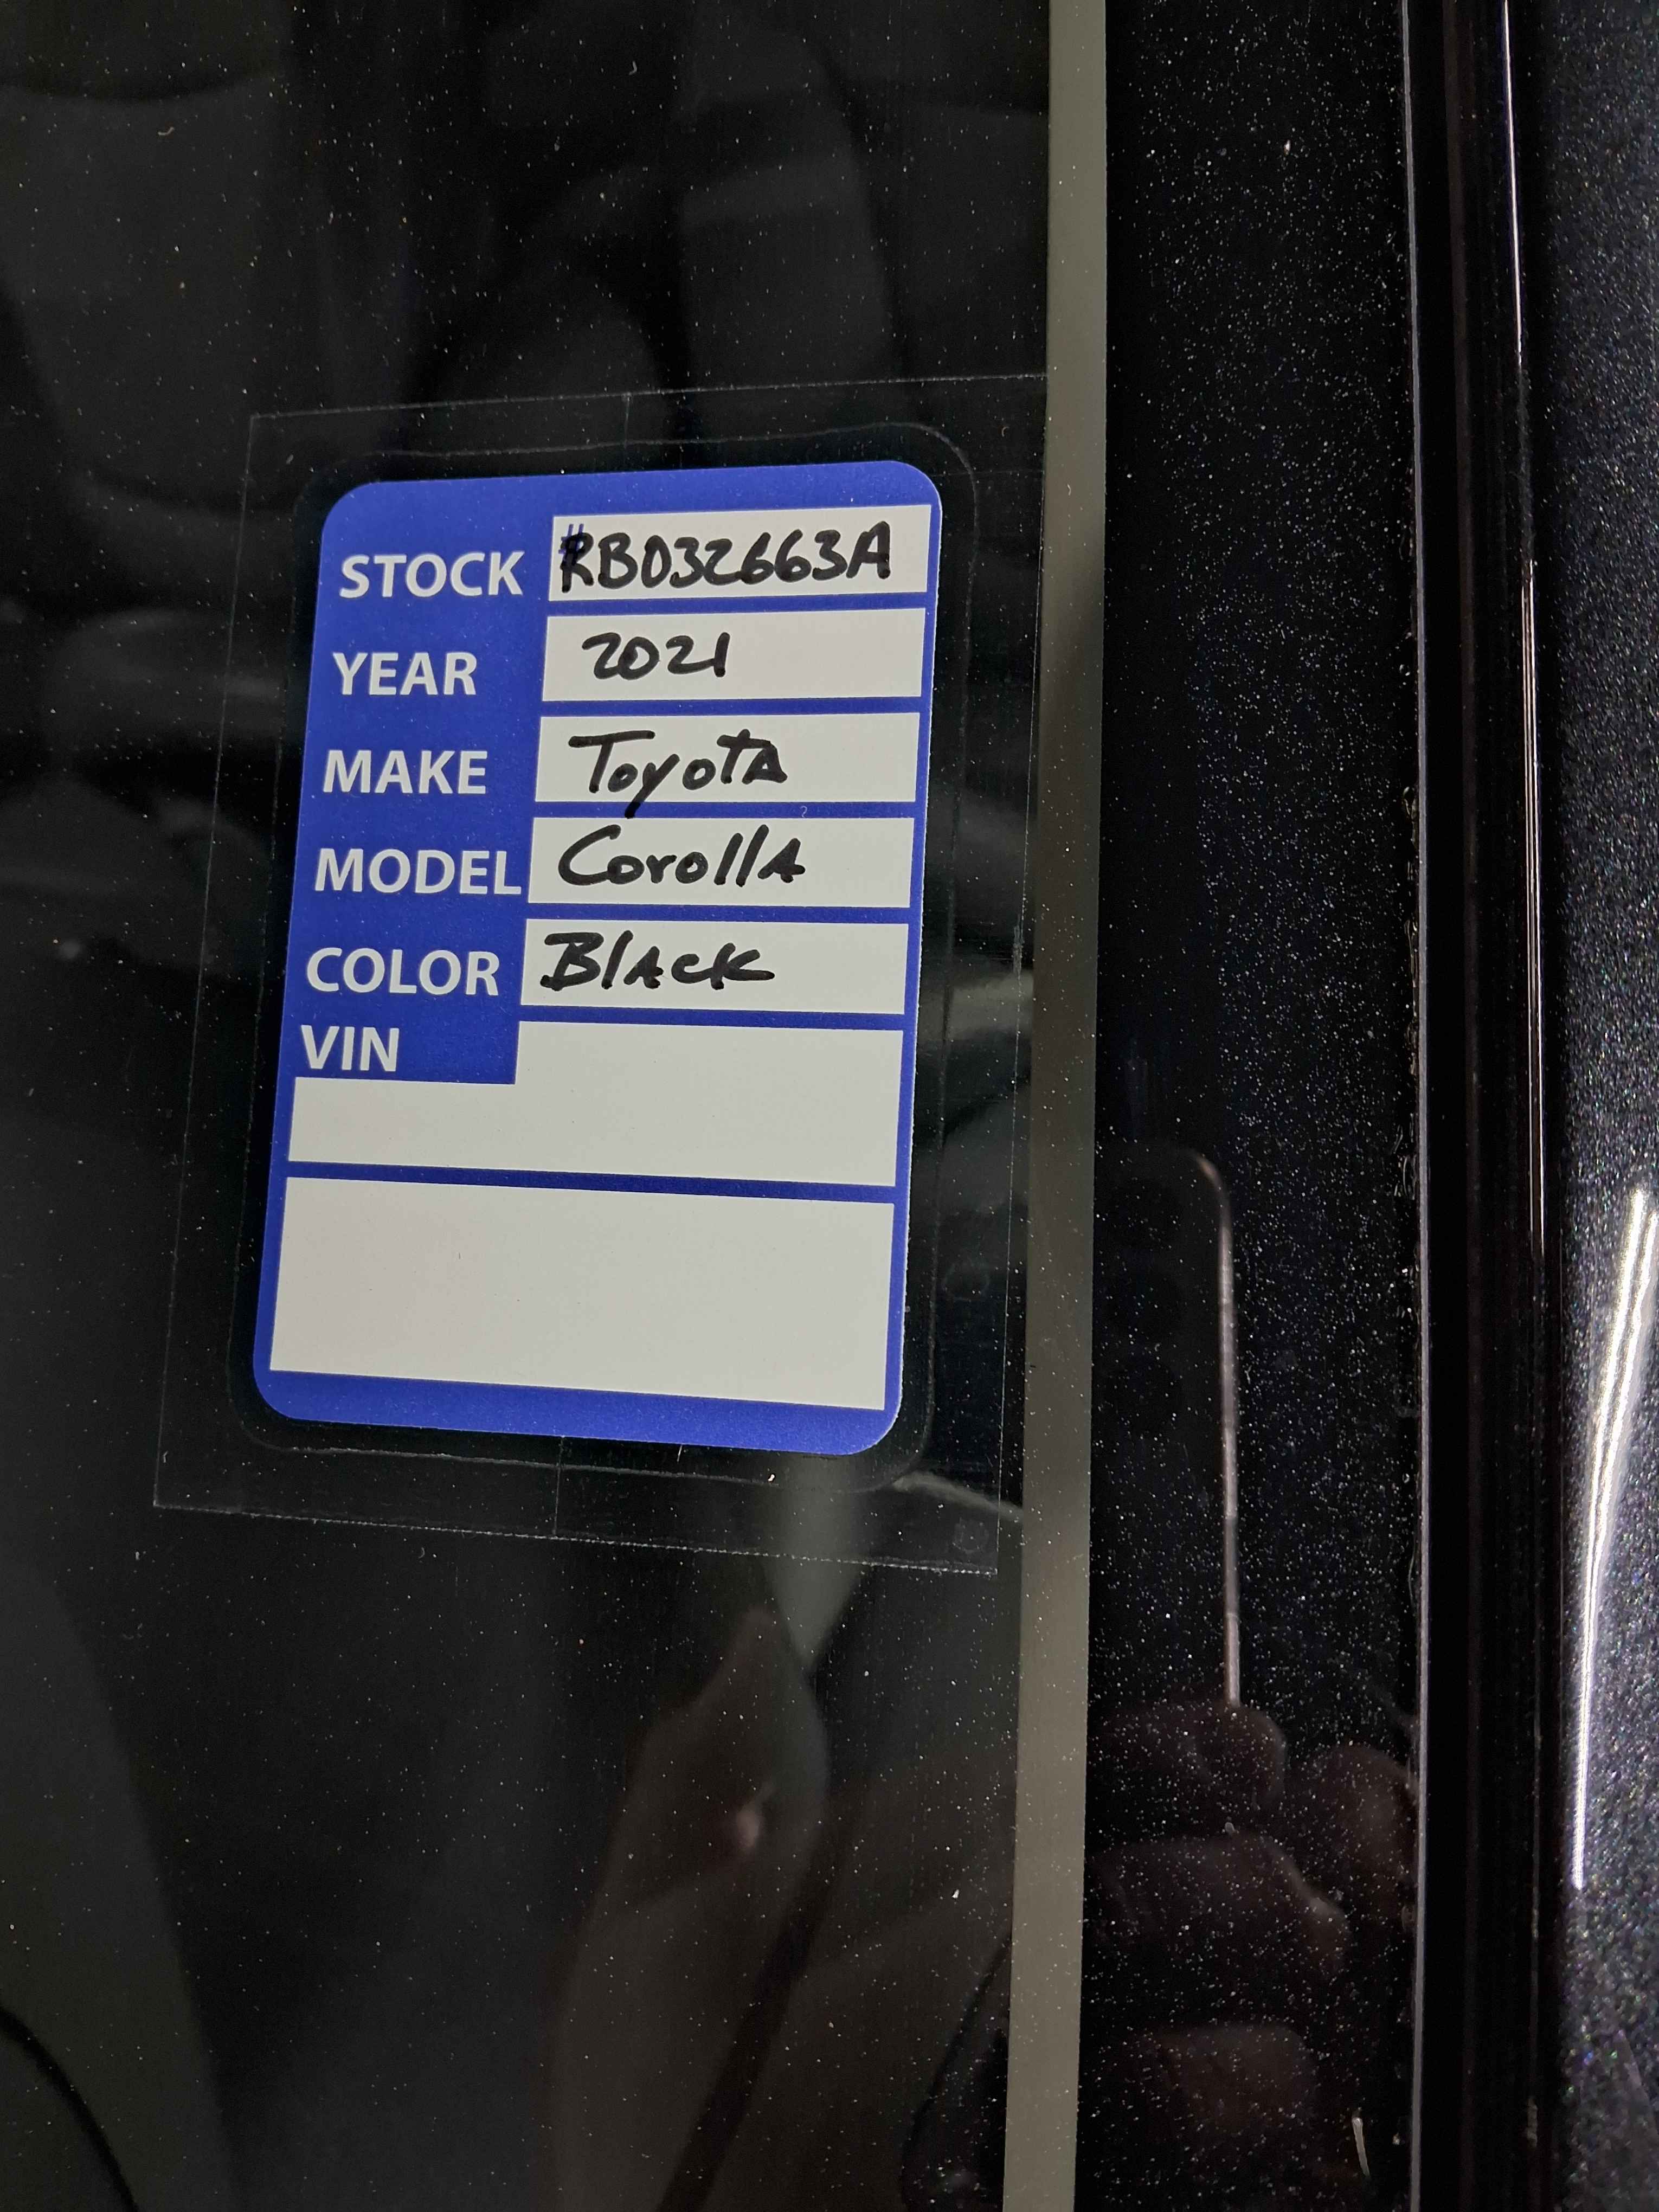 STOCK #RB032663A
YEAR 2021
MAKE Toyota
MODEL Corolla
COLOR Black
VIN